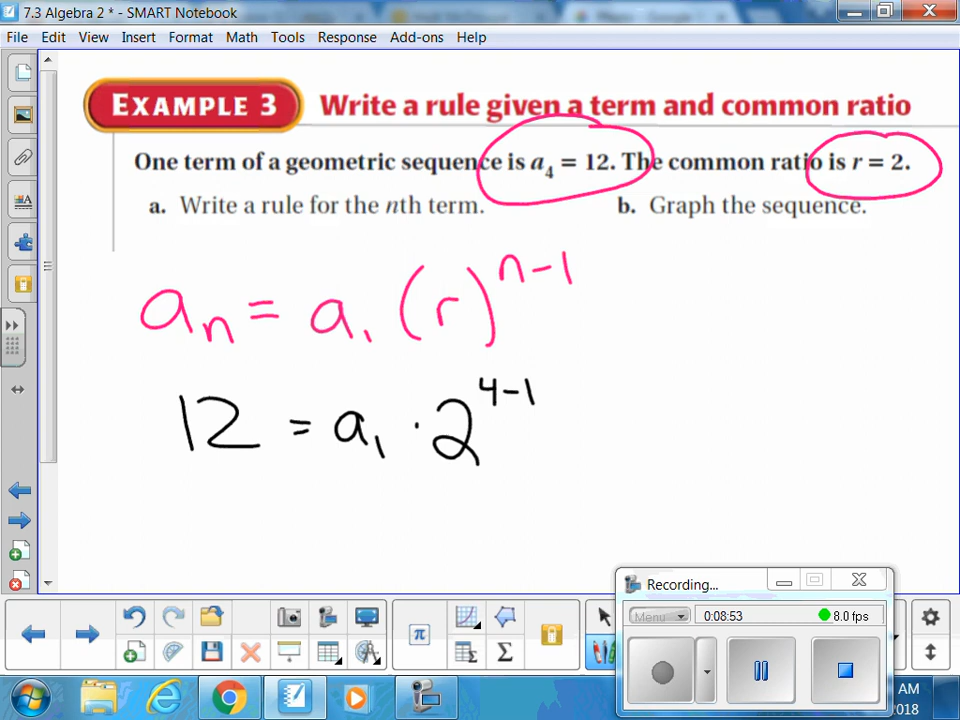 7.3 Algebra 2 * - SMART Notebook
File Edit View Insert Format Math Tools Response Add-ons Help
EXAMPLE 3 Write a rule given a term and common ratio
One term of a geometric sequence is a₄ = 12. The common ratio is r = 2.
a. Write a rule for the nth term. b. Graph the sequence.
aₙ = a₁ (r)ⁿ⁻¹
12 = a₁ · 2⁴⁻¹
Recording...
Menu 0:08:53 8.0 fps
π Σ
AM
018